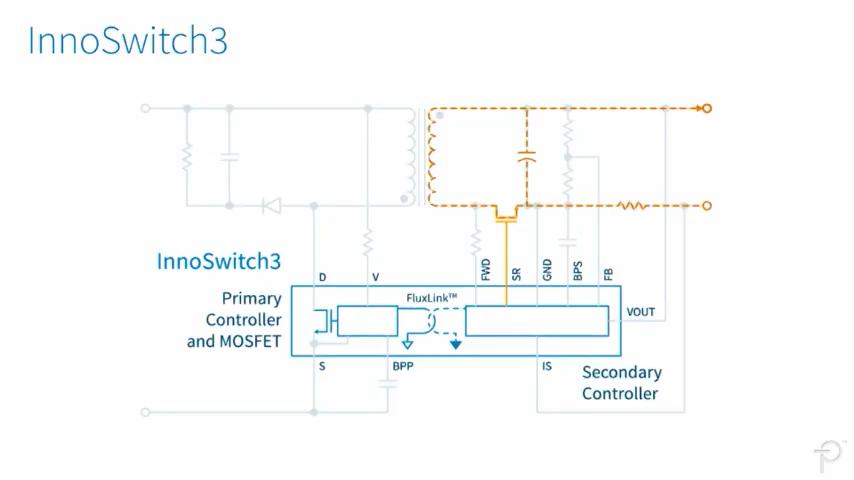 InnoSwitch3
InnoSwitch3
D
V
FWD
SR
GND
BPS
FB
Primary
Controller
and MOSFET
FluxLink™
VOUT
S
BPP
IS
Secondary
Controller